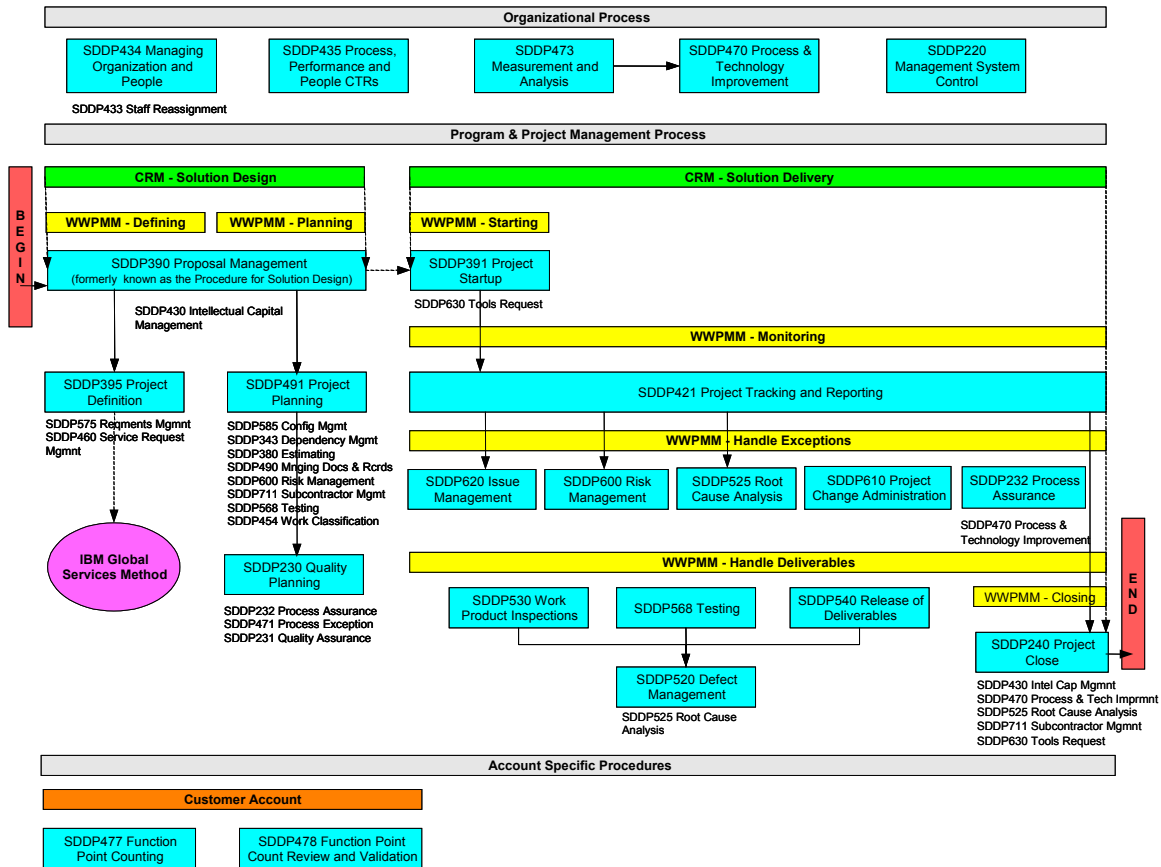 Organizational Process
SDDP434 Managing
Organization and
People
SDDP435 Process,
Performance and
People CTRs
SDDP473
Measurement and
Analysis
SDDP470 Process &
Technology
Improvement
SDDP220
Management System
Control
SDDP433 Staff Reassignment
Program & Project Management Process
BEGIN
CRM - Solution Design
CRM - Solution Delivery
WWPMM - Defining
WWPMM - Planning
WWPMM - Starting
SDDP390 Proposal Management
(formerly known as the Procedure for Solution Design)
SDDP391 Project
Startup
SDDP430 Intellectual Capital
Management
SDDP630 Tools Request
WWPMM - Monitoring
SDDP395 Project
Definition
SDDP491 Project
Planning
SDDP421 Project Tracking and Reporting
SDDP575 Reqments Mgmnt
SDDP460 Service Request
Mgmnt
SDDP585 Config Mgmt
SDDP343 Dependency Mgmt
SDDP380 Estimating
SDDP490 Mnging Docs & Rcrds
SDDP600 Risk Management
SDDP711 Subcontractor Mgmt
SDDP568 Testing
SDDP454 Work Classification
WWPMM - Handle Exceptions
SDDP620 Issue
Management
SDDP600 Risk
Management
SDDP525 Root
Cause Analysis
SDDP610 Project
Change Administration
SDDP232 Process
Assurance
SDDP470 Process &
Technology Improvement
IBM Global
Services Method
SDDP230 Quality
Planning
SDDP232 Process Assurance
SDDP471 Process Exception
SDDP231 Quality Assurance
WWPMM - Handle Deliverables
SDDP530 Work
Product Inspections
SDDP568 Testing
SDDP540 Release of
Deliverables
WWPMM - Closing
END
SDDP520 Defect
Management
SDDP525 Root Cause
Analysis
SDDP240 Project
Close
SDDP430 Intel Cap Mgmnt
SDDP470 Process & Tech Imprmnt
SDDP525 Root Cause Analysis
SDDP711 Subcontractor Mgmnt
SDDP630 Tools Request
Account Specific Procedures
Customer Account
SDDP477 Function
Point Counting
SDDP478 Function Point
Count Review and Validation